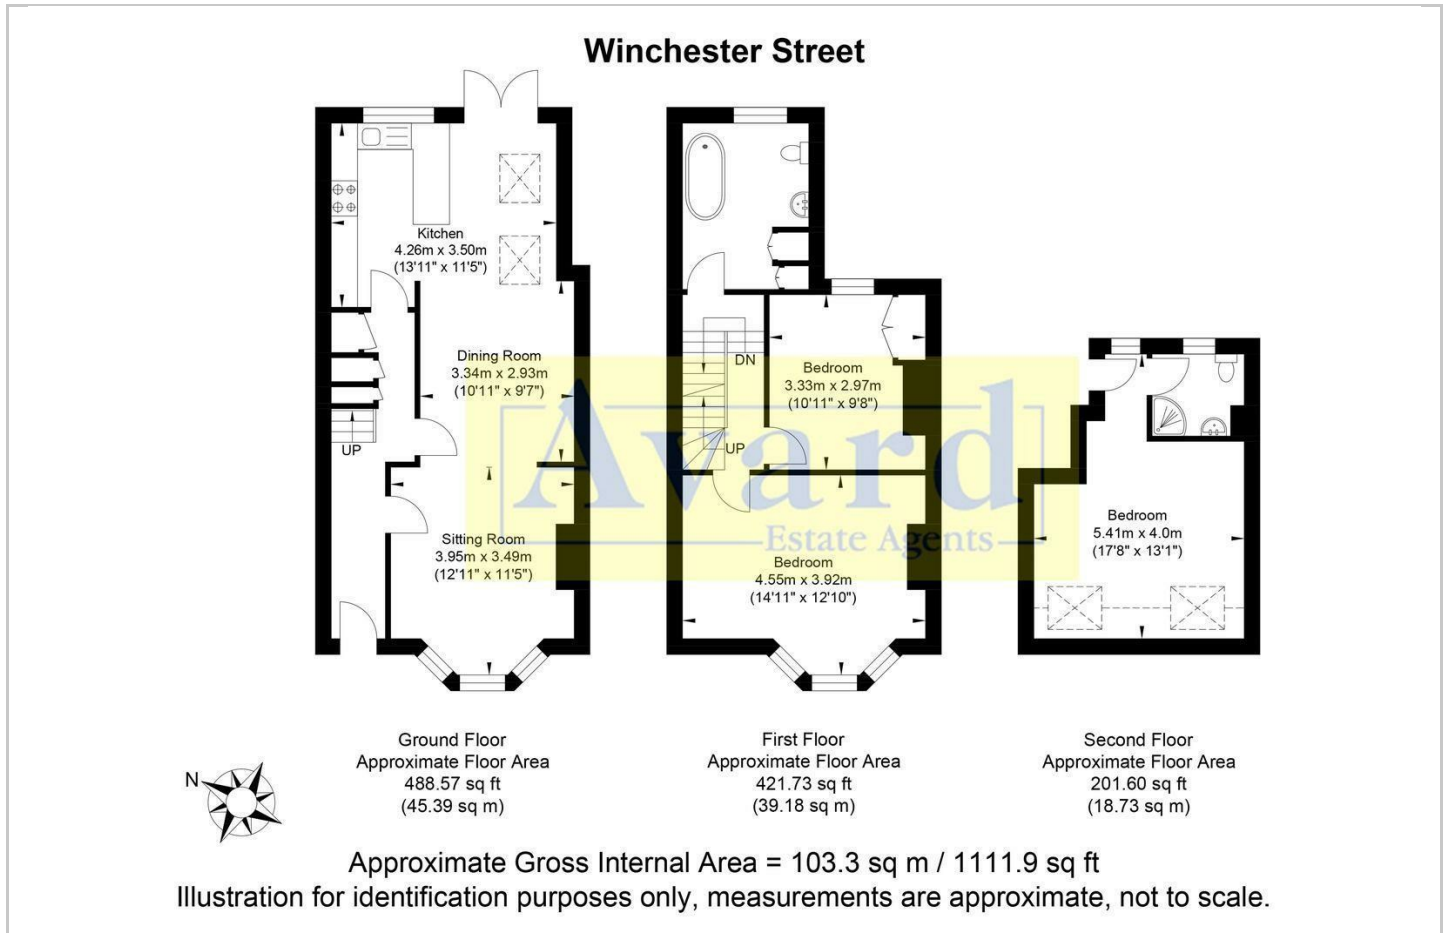 Winchester Street
Kitchen
4.26m x 3.50m
(13'11" x 11'5")
Dining Room
3.34m x 2.93m
(10'11" x 9'7")
UP
Sitting Room
3.95m x 3.49m
(12'11" x 11'5")
DN
Bedroom
3.33m x 2.97m
(10'11" x 9'8")
UP
Bedroom
4.55m x 3.92m
(14'11" x 12'10")
Bedroom
5.41m x 4.0m
(17'8" x 13'1")
Avard
Estate Agents
Ground Floor
Approximate Floor Area
488.57 sq ft
(45.39 sq m)
First Floor
Approximate Floor Area
421.73 sq ft
(39.18 sq m)
Second Floor
Approximate Floor Area
201.60 sq ft
(18.73 sq m)
N
Approximate Gross Internal Area = 103.3 sq m / 1111.9 sq ft
Illustration for identification purposes only, measurements are approximate, not to scale.